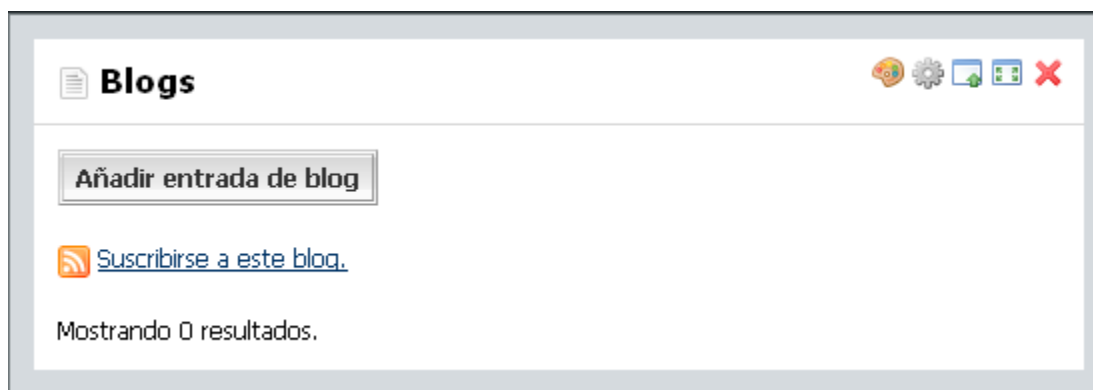 Blogs
Añadir entrada de blog
Suscribirse a este blog.
Mostrando 0 resultados.